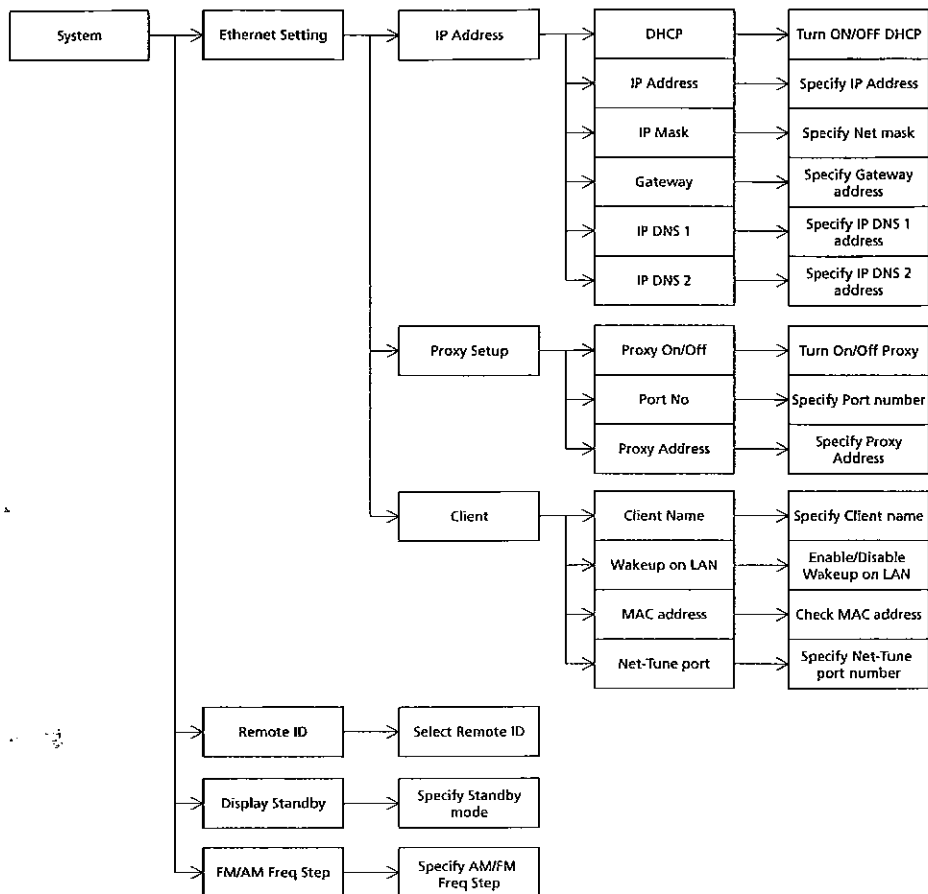 System
Ethernet Setting
IP Address
DHCP
Turn ON/OFF DHCP
IP Address
Specify IP Address
IP Mask
Specify Net mask
Gateway
Specify Gateway
address
IP DNS 1
Specify IP DNS 1
address
IP DNS 2
Specify IP DNS 2
address
Proxy Setup
Proxy On/Off
Turn On/Off Proxy
Port No
Specify Port number
Proxy Address
Specify Proxy
Address
Client
Client Name
Specify Client name
Wakeup on LAN
Enable/Disable
Wakeup on LAN
MAC address
Check MAC address
Net-Tune port
Specify Net-Tune
port number
Remote ID
Select Remote ID
Display Standby
Specify Standby
mode
FM/AM Freq Step
Specify AM/FM
Freq Step